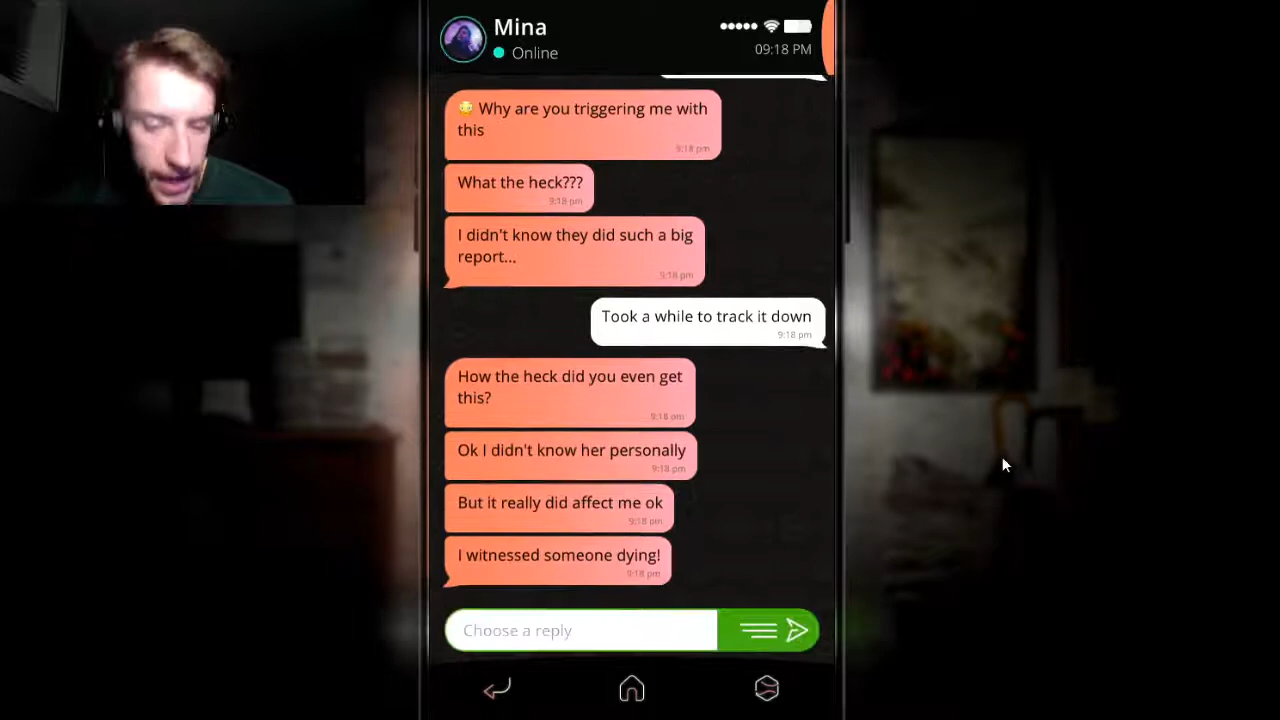 Mina
Online
09:18 PM
😳 Why are you triggering me with
this
9:18 pm
What the heck???
9:18 pm
I didn't know they did such a big
report...
9:18 pm
Took a while to track it down
9:18 pm
How the heck did you even get
this?
9:18 pm
Ok I didn't know her personally
9:18 pm
But it really did affect me ok
9:18 pm
I witnessed someone dying!
9:18 pm
Choose a reply